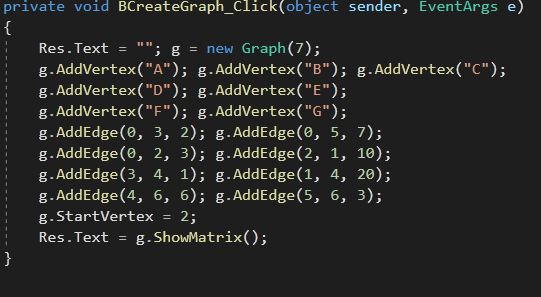 private void BCreateGraph_Click(object sender, EventArgs e)
{
Res.Text = ""; g = new Graph(7);
g.AddVertex("A"); g.AddVertex("B"); g.AddVertex("C");
g.AddVertex("D"); g.AddVertex("E");
g.AddVertex("F"); g.AddVertex("G");
g.AddEdge(0, 3, 2); g.AddEdge(0, 5, 7);
g.AddEdge(0, 2, 3); g.AddEdge(2, 1, 10);
g.AddEdge(3, 4, 1); g.AddEdge(1, 4, 20);
g.AddEdge(4, 6, 6); g.AddEdge(5, 6, 3);
g.StartVertex = 2;
Res.Text = g.ShowMatrix();
}